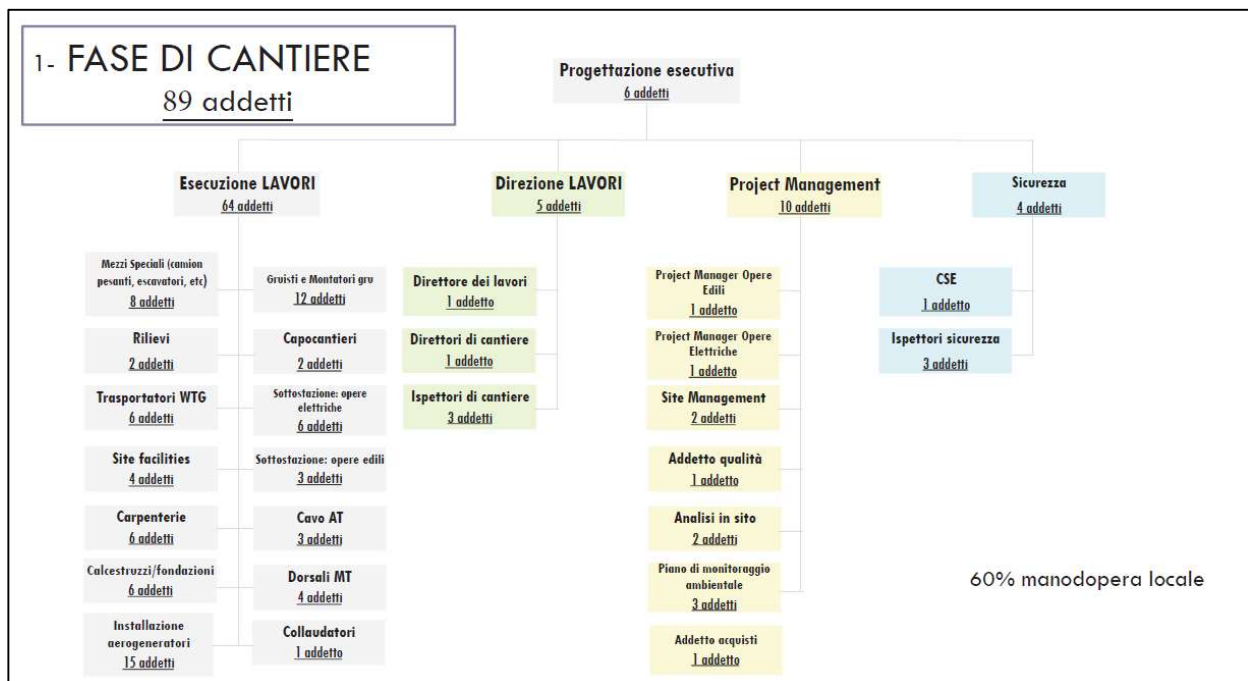 1- FASE DI CANTIERE
89 addetti
Progettazione esecutiva
6 addetti
Esecuzione LAVORI
64 addetti
Direzione LAVORI
5 addetti
Project Management
10 addetti
Sicurezza
4 addetti
Mezzi Speciali (camion
pesanti, escavatori, etc)
8 addetti
Rilievi
2 addetti
Trasportatori WTG
6 addetti
Site facilities
4 addetti
Carpenterie
6 addetti
Calcestruzzi/fondazioni
6 addetti
Installazione
aerogeneratori
15 addetti
Gruisti e Montatori gru
12 addetti
Capocantieri
2 addetti
Sottostazione: opere
elettriche
6 addetti
Sottostazione: opere edili
3 addetti
Cavo AT
3 addetti
Dorsali MT
4 addetti
Collaudatori
1 addetto
Direttore dei lavori
1 addetto
Direttori di cantiere
1 addetto
Ispettori di cantiere
3 addetti
Project Manager Opere
Edili
1 addetto
Project Manager Opere
Elettriche
1 addetto
Site Management
2 addetti
Addetto qualità
1 addetto
Analisi in sito
2 addetti
Piano di monitoraggio
ambientale
3 addetti
Addetto acquisti
1 addetto
CSE
1 addetto
Ispettori sicurezza
3 addetti
60% manodopera locale